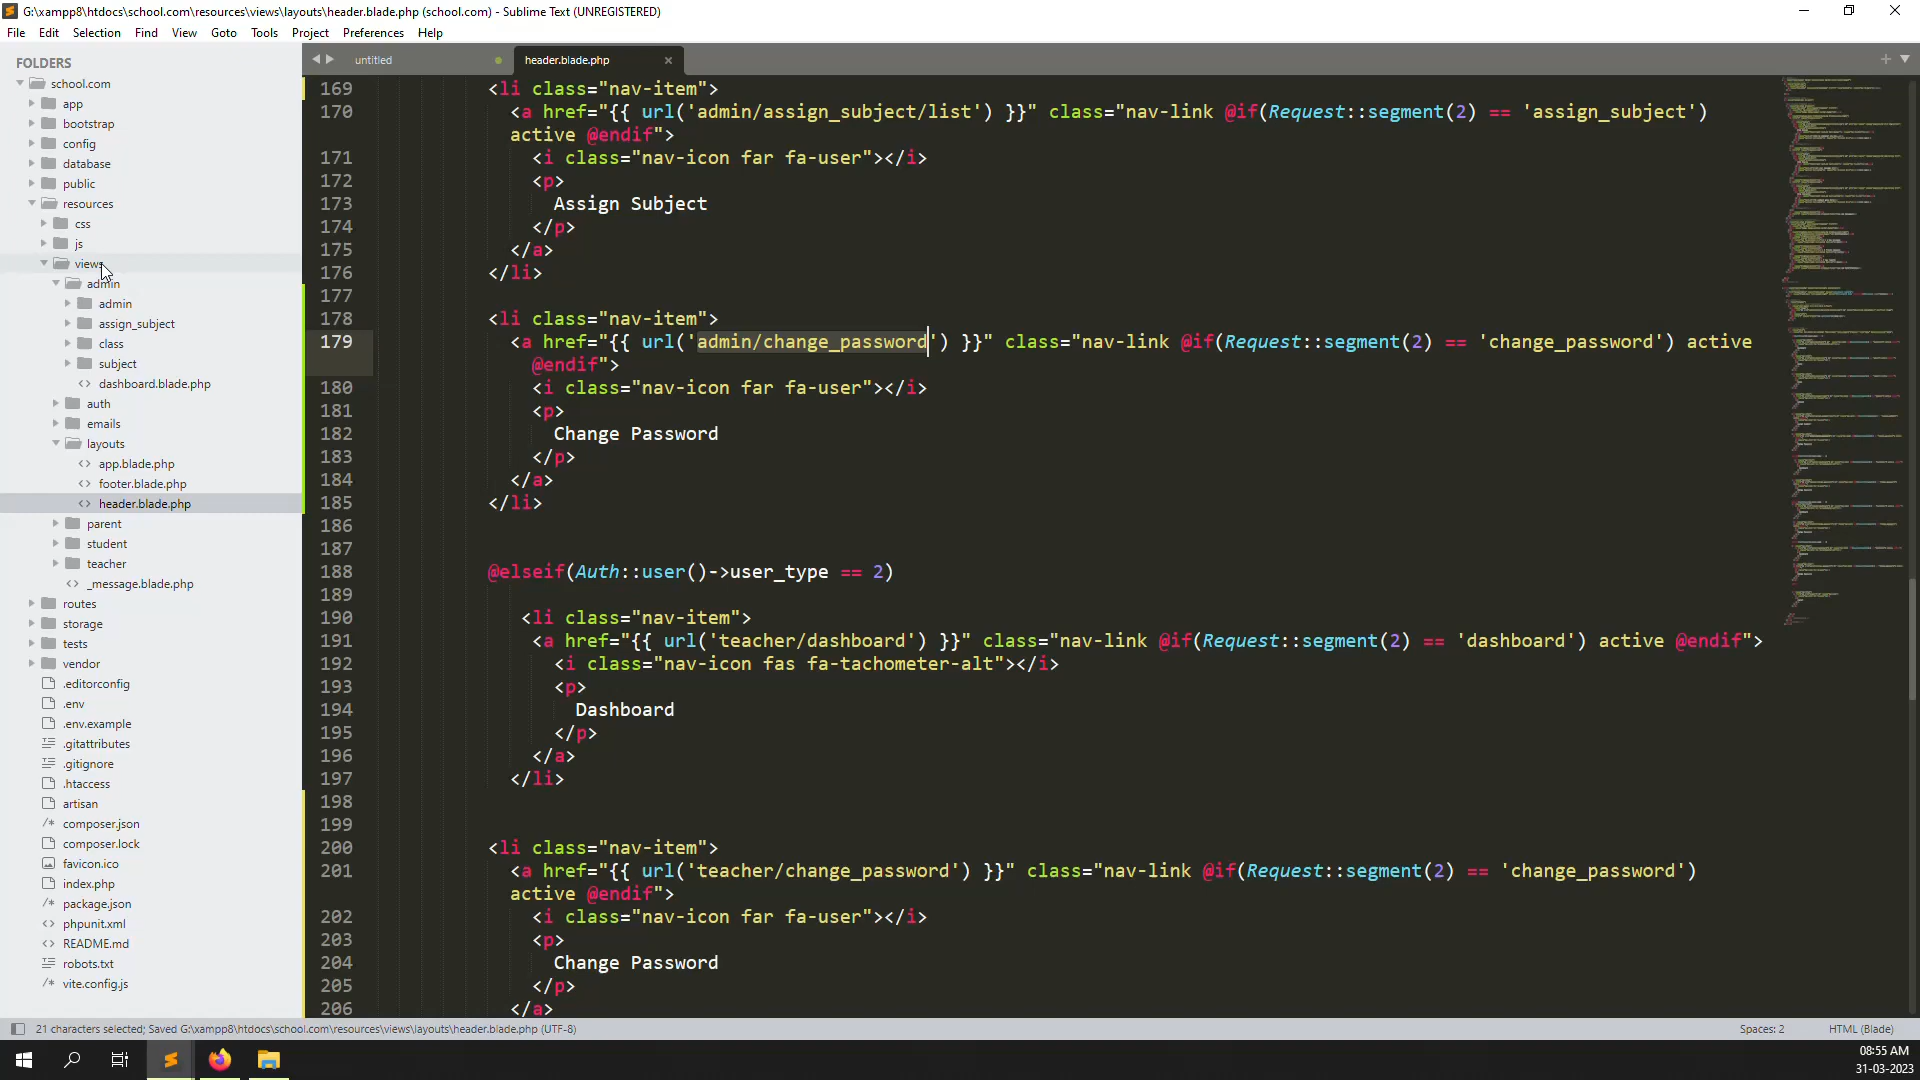 G:\xampp8\htdocs\school.com\resources\views\layouts\header.blade.php (school.com) - Sublime Text (UNREGISTERED)
File Edit Selection Find View Goto Tools Project Preferences Help
FOLDERS
school.com
app
bootstrap
config
database
public
resources
css
js
views
admin
admin
assign_subject
class
subject
dashboard.blade.php
auth
emails
layouts
app.blade.php
footer.blade.php
header.blade.php
parent
student
teacher
_message.blade.php
routes
storage
tests
vendor
.editorconfig
.env
.env.example
.gitattributes
.gitignore
.htaccess
artisan
composer.json
composer.lock
favicon.ico
index.php
package.json
phpunit.xml
README.md
robots.txt
vite.config.js
untitled
header.blade.php
169 <li class="nav-item">
170 <a href="{{ url('admin/assign_subject/list') }}" class="nav-link @if(Request::segment(2) == 'assign_subject')
active @endif">
171 <i class="nav-icon far fa-user"></i>
172 <p>
173 Assign Subject
174 </p>
175 </a>
176 </li>
177
178 <li class="nav-item">
179 <a href="{{ url('admin/change_password') }}" class="nav-link @if(Request::segment(2) == 'change_password') active
@endif">
180 <i class="nav-icon far fa-user"></i>
181 <p>
182 Change Password
183 </p>
184 </a>
185 </li>
186
187
188 @elseif(Auth::user()->user_type == 2)
189
190 <li class="nav-item">
191 <a href="{{ url('teacher/dashboard') }}" class="nav-link @if(Request::segment(2) == 'dashboard') active @endif">
192 <i class="nav-icon fas fa-tachometer-alt"></i>
193 <p>
194 Dashboard
195 </p>
196 </a>
197 </li>
198
199
200 <li class="nav-item">
201 <a href="{{ url('teacher/change_password') }}" class="nav-link @if(Request::segment(2) == 'change_password')
active @endif">
202 <i class="nav-icon far fa-user"></i>
203 <p>
204 Change Password
205 </p>
206 </a>
21 characters selected; Saved G:\xampp8\htdocs\school.com\resources\views\layouts\header.blade.php (UTF-8)
Spaces: 2
HTML (Blade)
08:55 AM
31-03-2023